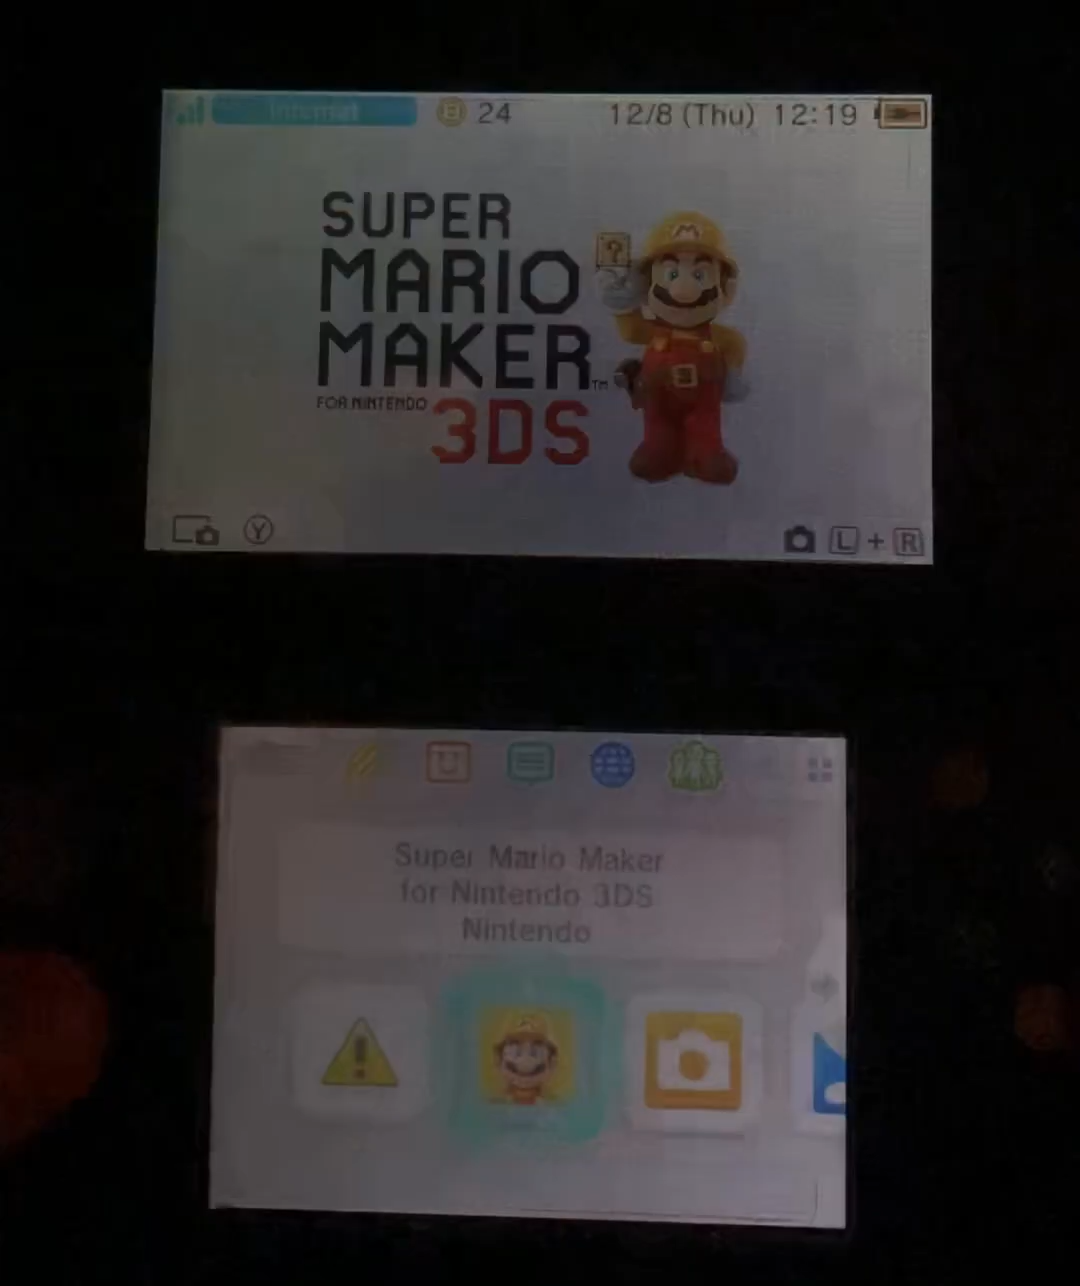 Internet
24
12/8 (Thu) 12:19
SUPER
MARIO
MAKER™
FOR NINTENDO 3DS
Y
L + R
Super Mario Maker
for Nintendo 3DS
Nintendo